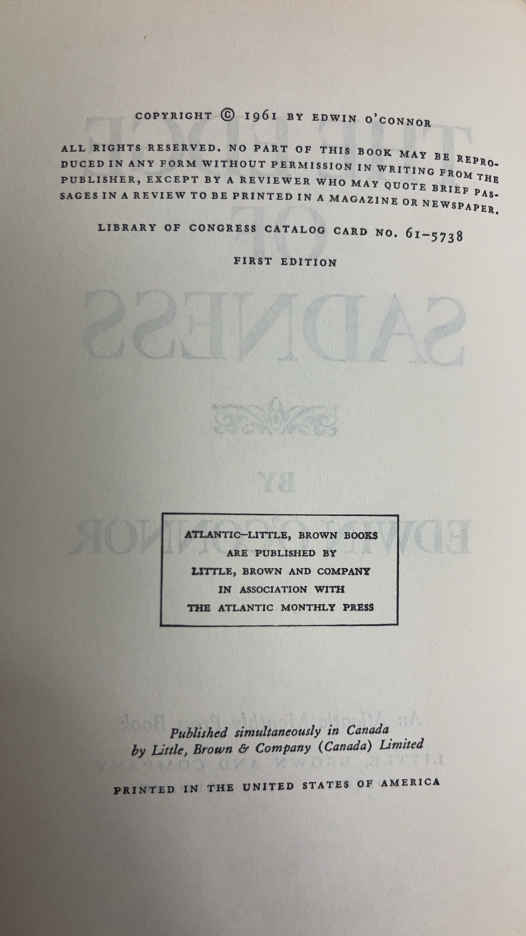 COPYRIGHT © 1961 BY EDWIN O'CONNOR
ALL RIGHTS RESERVED. NO PART OF THIS BOOK MAY BE REPRO-
DUCED IN ANY FORM WITHOUT PERMISSION IN WRITING FROM THE
PUBLISHER, EXCEPT BY A REVIEWER WHO MAY QUOTE BRIEF PAS-
SAGES IN A REVIEW TO BE PRINTED IN A MAGAZINE OR NEWSPAPER.
LIBRARY OF CONGRESS CATALOG CARD NO. 61–5738
FIRST EDITION
ATLANTIC–LITTLE, BROWN BOOKS
ARE PUBLISHED BY
LITTLE, BROWN AND COMPANY
IN ASSOCIATION WITH
THE ATLANTIC MONTHLY PRESS
Published simultaneously in Canada
by Little, Brown & Company (Canada) Limited
PRINTED IN THE UNITED STATES OF AMERICA